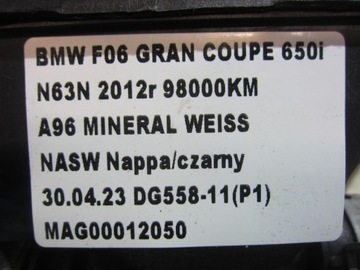 BMW F06 GRAN COUPE 650i
N63N 2012r 98000KM
A96 MINERAL WEISS
NASW Nappa/czarny
30.04.23 DG558-11(P1)
MAG00012050